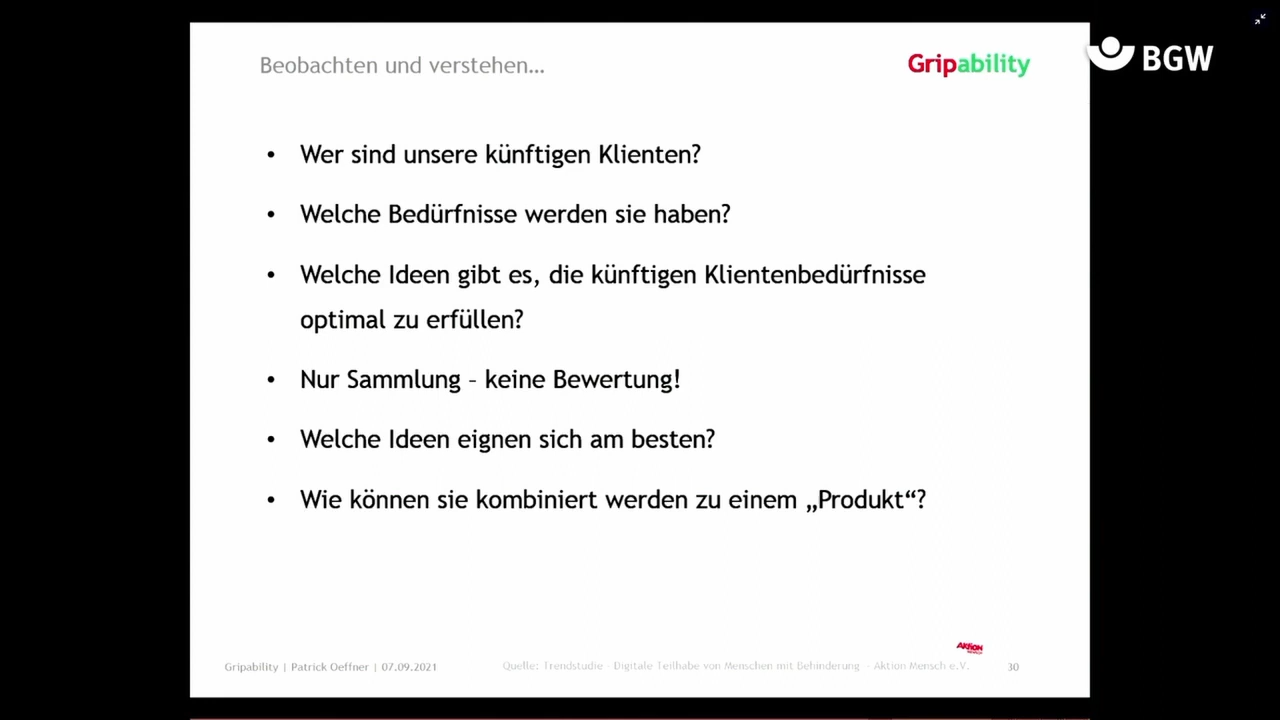 Beobachten und verstehen...
Gripability
BGW
• Wer sind unsere künftigen Klienten?
• Welche Bedürfnisse werden sie haben?
• Welche Ideen gibt es, die künftigen Klientenbedürfnisse
optimal zu erfüllen?
• Nur Sammlung – keine Bewertung!
• Welche Ideen eignen sich am besten?
• Wie können sie kombiniert werden zu einem „Produkt“?
AKTION
MENSCH
Gripability | Patrick Oeffner | 07.09.2021
Quelle: Trendstudie - Digitale Teilhabe von Menschen mit Behinderung - Aktion Mensch e.V.
30